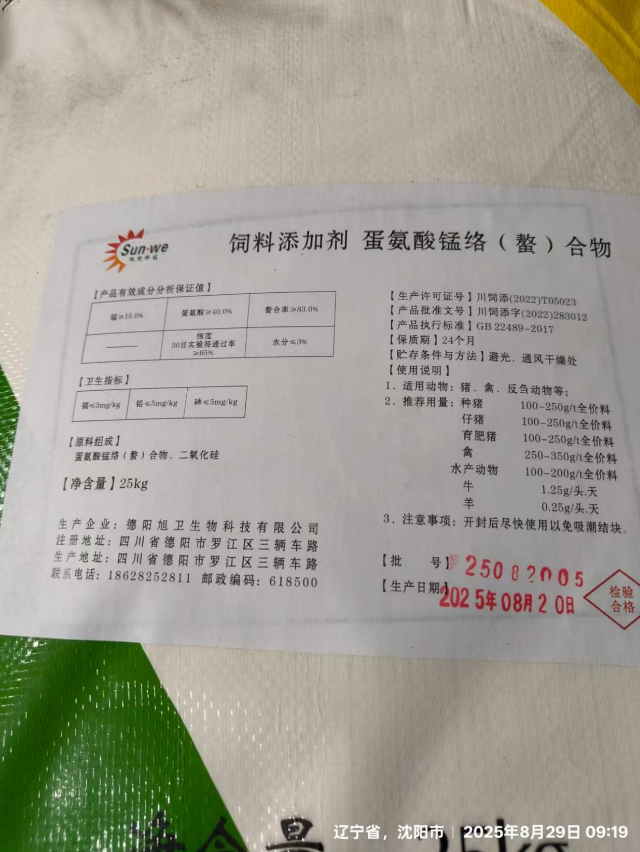 Sun-we
饲料添加剂 蛋氨酸锰络（螯）合物
【产品有效成分分析保证值】
锰≥15.0% 蛋氨酸≥40.0% 螯合率≥83.0%
—— 细度 30目实验筛通过率 ≥95% 水分≤3%
【卫生指标】
镉≤5mg/kg 铅≤5mg/kg 砷≤5mg/kg
【原料组成】
蛋氨酸锰络（螯）合物、二氧化硅
【净含量】25kg
生产企业：德阳旭卫生物科技有限公司
注册地址：四川省德阳市罗江区三辆车路
生产地址：四川省德阳市罗江区三辆车路
联系电话：18628252811 邮政编码：618500
【生产许可证号】川饲添(2022)T05023
【产品批准文号】川饲添字(2022)283012
【产品执行标准】GB 22489-2017
【保质期】24个月
【贮存条件与方法】避光、通风干燥处
【使用说明】
1、适用动物：猪、禽、反刍动物等；
2、推荐用量：种猪 100-250g/t全价料
仔猪 100-250g/t全价料
育肥猪 100-250g/t全价料
禽 250-350g/t全价料
水产动物 100-200g/t全价料
牛 1.25g/头.天
羊 0.25g/头.天
3、注意事项：开封后尽快使用以免吸潮结块。
【批 号】25082005
【生产日期】2025年08月20日
检验
合格
净含量 25kg
辽宁省，沈阳市 2025年8月29日 09:19